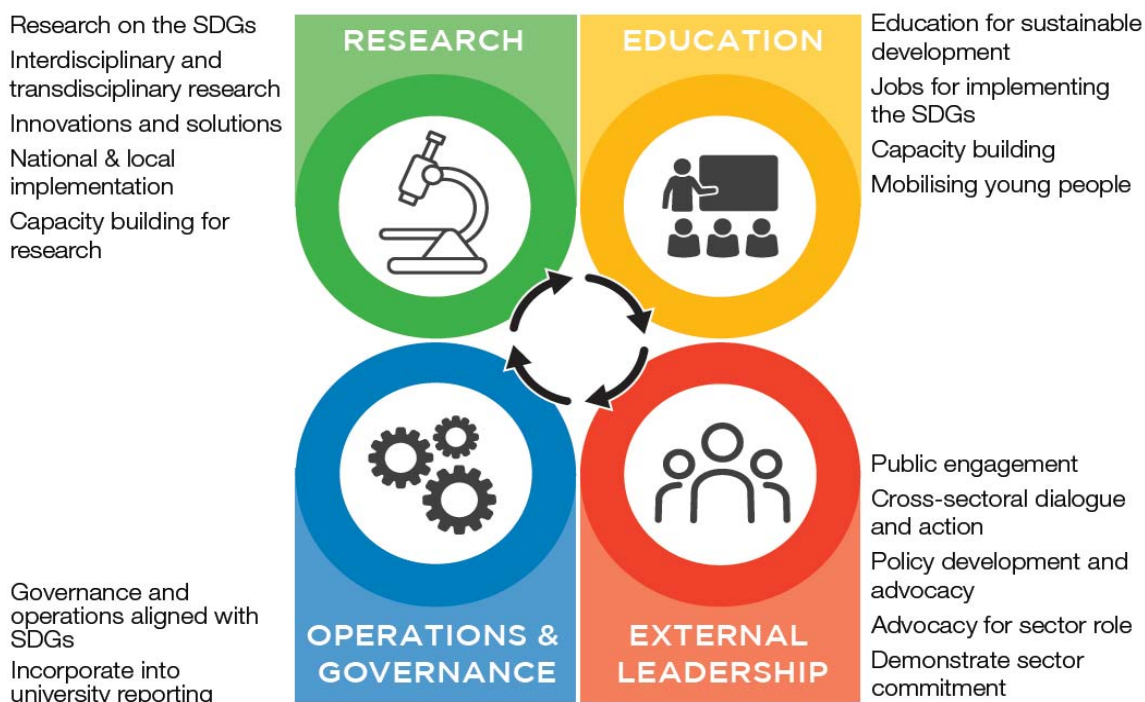 Research on the SDGs
Interdisciplinary and
transdisciplinary research
Innovations and solutions
National & local
implementation
Capacity building for
research
RESEARCH
EDUCATION
Education for sustainable
development
Jobs for implementing
the SDGs
Capacity building
Mobilising young people
Governance and
operations aligned with
SDGs
Incorporate into
university reporting
OPERATIONS &
GOVERNANCE
EXTERNAL
LEADERSHIP
Public engagement
Cross-sectoral dialogue
and action
Policy development and
advocacy
Advocacy for sector role
Demonstrate sector
commitment